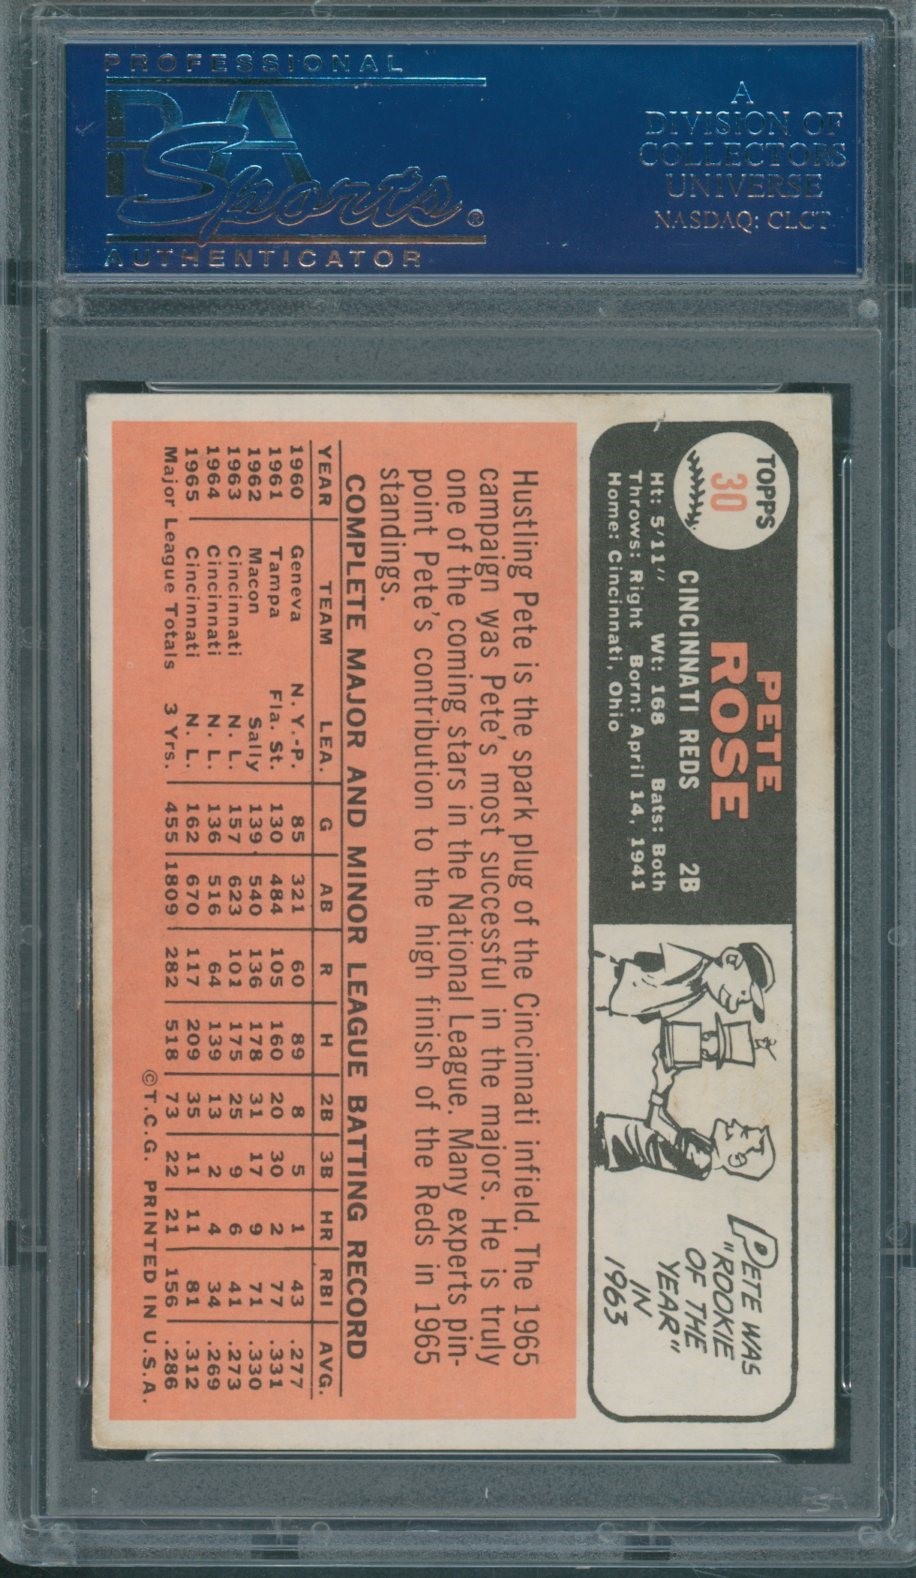 PROFESSIONAL
PSA
Sports®
AUTHENTICATOR
A
DIVISION OF
COLLECTORS
UNIVERSE
NASDAQ: CLCT
TOPPS
30
PETE
ROSE
CINCINNATI REDS 2B
Ht: 5/11" Wt: 168 Bats: Both
Throws: Right Born: April 14, 1941
Home: Cincinnati, Ohio
PETE WAS
"ROOKIE
OF THE
YEAR"
IN
1963
Hustling Pete is the spark plug of the Cincinnati infield. The 1965
campaign was Pete's most successful in the majors. He is truly
one of the coming stars in the National League. Many experts pin-
point Pete's contribution to the high finish of the Reds in 1965
standings.
COMPLETE MAJOR AND MINOR LEAGUE BATTING RECORD
YEAR TEAM LEA. G AB R H 2B 3B HR RBI AVG.
1960 Geneva N. Y.-P. 85 321 60 89 8 5 1 43 .277
1961 Tampa Fla. St. 130 484 105 160 20 30 2 77 .331
1962 Macon Sally 139 540 136 178 31 17 9 71 .330
1963 Cincinnati N. L. 157 623 101 175 25 9 6 41 .273
1964 Cincinnati N. L. 136 516 64 139 13 2 4 34 .269
1965 Cincinnati N. L. 162 670 117 209 35 11 11 81 .312
Major League Totals 3 Yrs. 455 1809 282 518 73 22 21 156 .286
©T.C.G. PRINTED IN U.S.A.